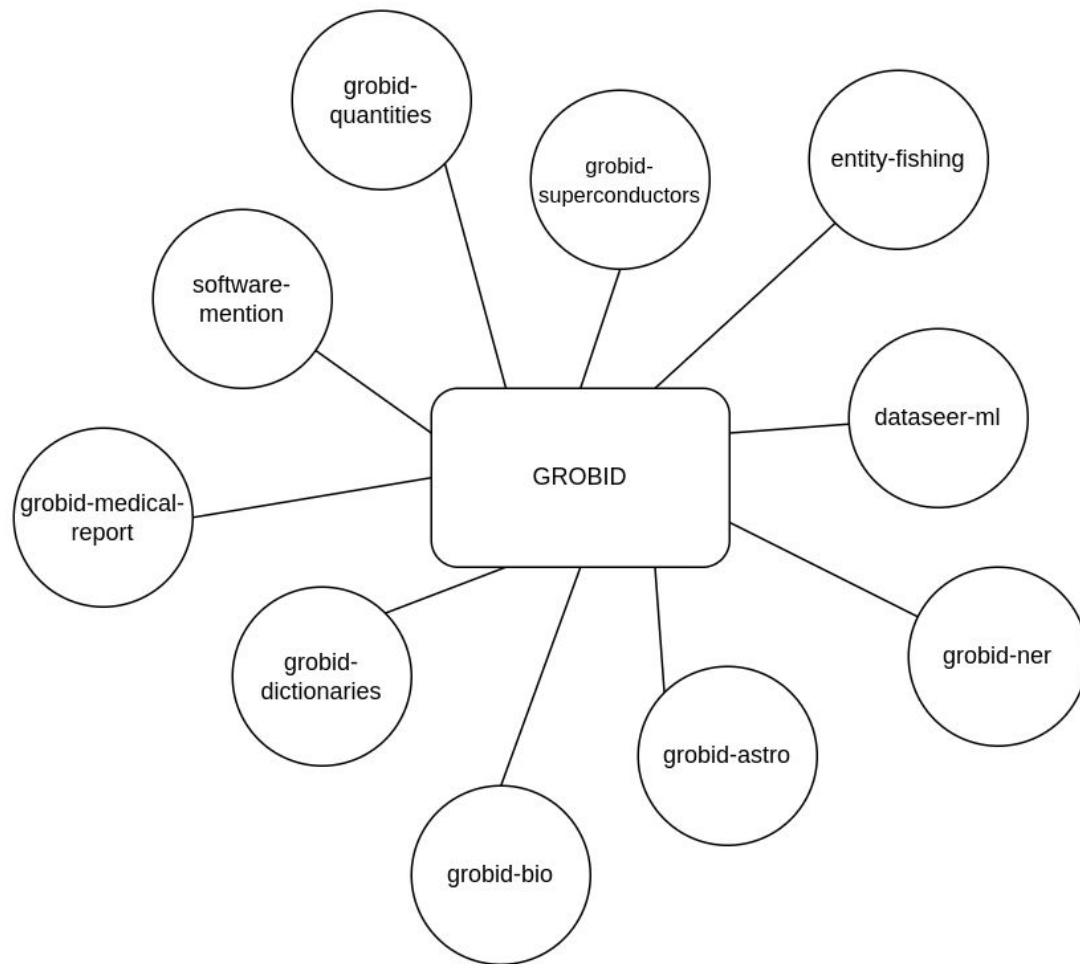 grobid-
quantities
grobid-
superconductors
entity-fishing
software-
mention
dataseer-ml
GROBID
grobid-medical-
report
grobid-
dictionaries
grobid-ner
grobid-astro
grobid-bio